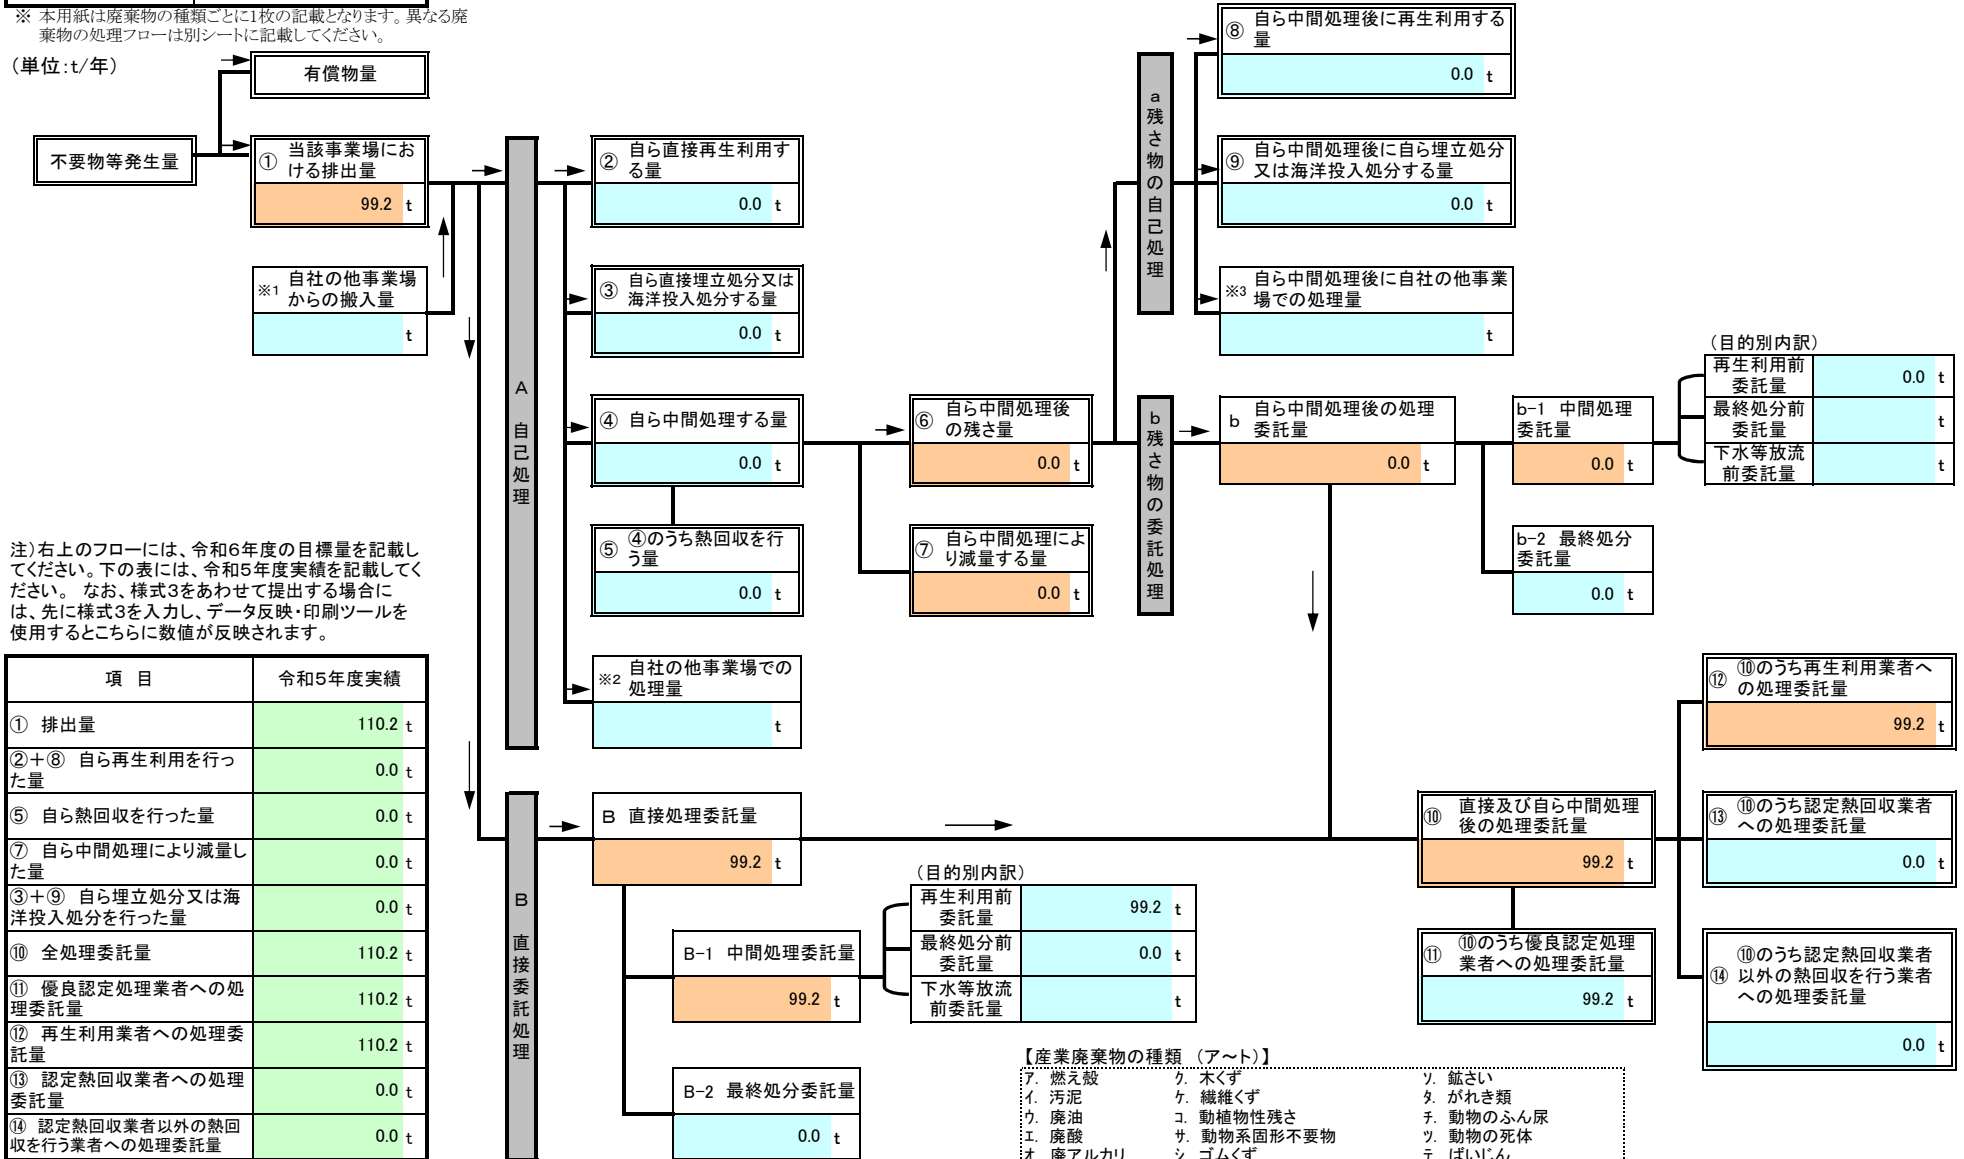 ※ 本用紙は廃棄物の種類ごとに1枚の記載となります。異なる廃
棄物の処理フローは別シートに記載してください。
(単位:t/年)
有償物量
不要物等発生量
① 当該事業場にお
ける排出量
99.2 t
※1 自社の他事業場
からの搬入量
t
A 自己処理
② 自ら直接再生利用す
る量
0.0 t
③ 自ら直接埋立処分又は
海洋投入処分する量
0.0 t
④ 自ら中間処理する量
0.0 t
⑤ ④のうち熱回収を行
う量
0.0 t
※2 自社の他事業場での
処理量
t
⑥ 自ら中間処理後
の残さ量
0.0 t
⑦ 自ら中間処理によ
り減量する量
0.0 t
a 残さ物の自己処理
⑧ 自ら中間処理後に再生利用する
量
0.0 t
⑨ 自ら中間処理後に自ら埋立処分
又は海洋投入処分する量
0.0 t
※3 自ら中間処理後に自社の他事業
場での処理量
t
b 残さ物の委託処理
b 自ら中間処理後の処理
委託量
0.0 t
b-1 中間処理
委託量
0.0 t
(目的別内訳)
再生利用前
委託量
0.0 t
最終処分前
委託量
t
下水等放流
前委託量
t
b-2 最終処分
委託量
0.0 t
注)右上のフローには、令和6年度の目標量を記載し
てください。下の表には、令和5年度実績を記載してく
ださい。 なお、様式3をあわせて提出する場合に
は、先に様式3を入力し、データ反映・印刷ツールを
使用するとこちらに数値が反映されます。
項 目 令和5年度実績
① 排出量 110.2 t
②+⑧ 自ら再生利用を行っ
た量 0.0 t
⑤ 自ら熱回収を行った量 0.0 t
⑦ 自ら中間処理により減量し
た量 0.0 t
③+⑨ 自ら埋立処分又は海
洋投入処分を行った量 0.0 t
⑩ 全処理委託量 110.2 t
⑪ 優良認定処理業者への処
理委託量 110.2 t
⑫ 再生利用業者への処理委
託量 110.2 t
⑬ 認定熱回収業者への処理
委託量 0.0 t
⑭ 認定熱回収業者以外の熱回
収を行う業者への処理委託量 0.0 t
B 直接委託処理
B 直接処理委託量
99.2 t
B-1 中間処理委託量
99.2 t
(目的別内訳)
再生利用前
委託量
99.2 t
最終処分前
委託量
0.0 t
下水等放流
前委託量
t
B-2 最終処分委託量
0.0 t
⑩ 直接及び自ら中間処理
後の処理委託量
99.2 t
⑪ ⑩のうち優良認定処理
業者への処理委託量
99.2 t
⑫ ⑩のうち再生利用業者へ
の処理委託量
99.2 t
⑬ ⑩のうち認定熱回収業者
への処理委託量
0.0 t
⑭ ⑩のうち認定熱回収業者
以外の熱回収を行う業者
への処理委託量
0.0 t
【産業廃棄物の種類 (ア~ト)】
ア. 燃え殻 ク. 木くず ソ. 鉱さい
イ. 汚泥 ケ. 繊維くず タ. がれき類
ウ. 廃油 コ. 動植物性残さ チ. 動物のふん尿
エ. 廃酸 サ. 動物系固形不要物 ツ. 動物の死体
オ. 廃アルカリ シ. ゴムくず テ. ばいじん